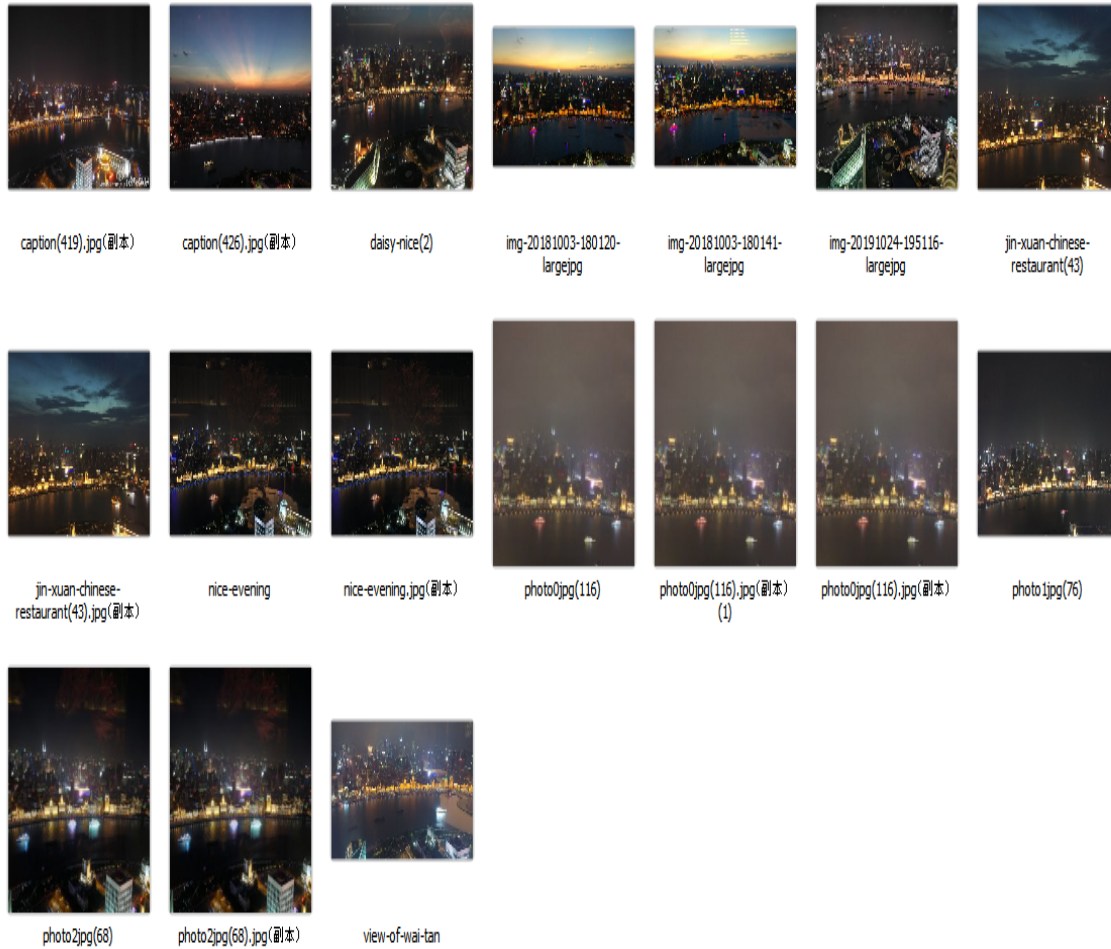 caption(419).jpg(副本)
caption(426).jpg(副本)
daisy-nice(2)
img-20181003-180120-
largejpg
img-20181003-180141-
largejpg
img-20191024-195116-
largejpg
jin-xuan-chinese-
restaurant(43)
jin-xuan-chinese-
restaurant(43).jpg(副本)
nice-evening
nice-evening.jpg(副本)
photo0jpg(116)
photo0jpg(116).jpg(副本)
(1)
photo0jpg(116).jpg(副本)
photo1jpg(76)
photo2jpg(68)
photo2jpg(68).jpg(副本)
view-of-wai-tan